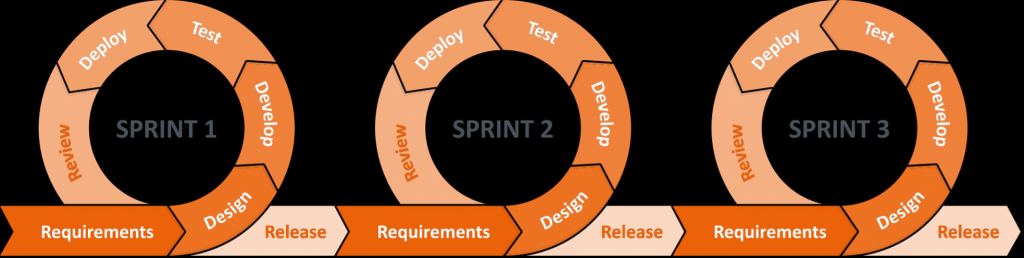 Test
Deploy
Develop
SPRINT 1
Review
Design
Requirements
Release
Test
Deploy
Develop
SPRINT 2
Review
Design
Requirements
Release
Test
Deploy
Develop
SPRINT 3
Review
Design
Requirements
Release